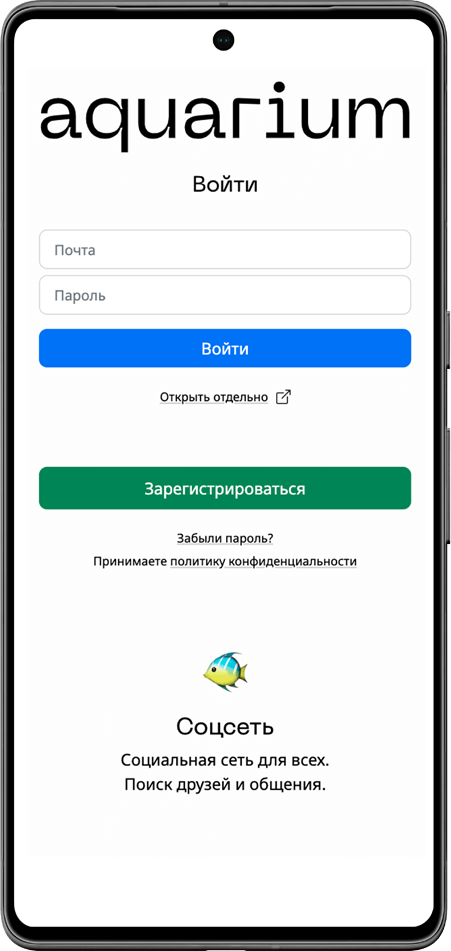 aquarium
Войти
Почта
Пароль
Войти
Открыть отдельно
Зарегистрироваться
Забыли пароль?
Принимаете политику конфиденциальности
Соцсеть
Социальная сеть для всех.
Поиск друзей и общения.